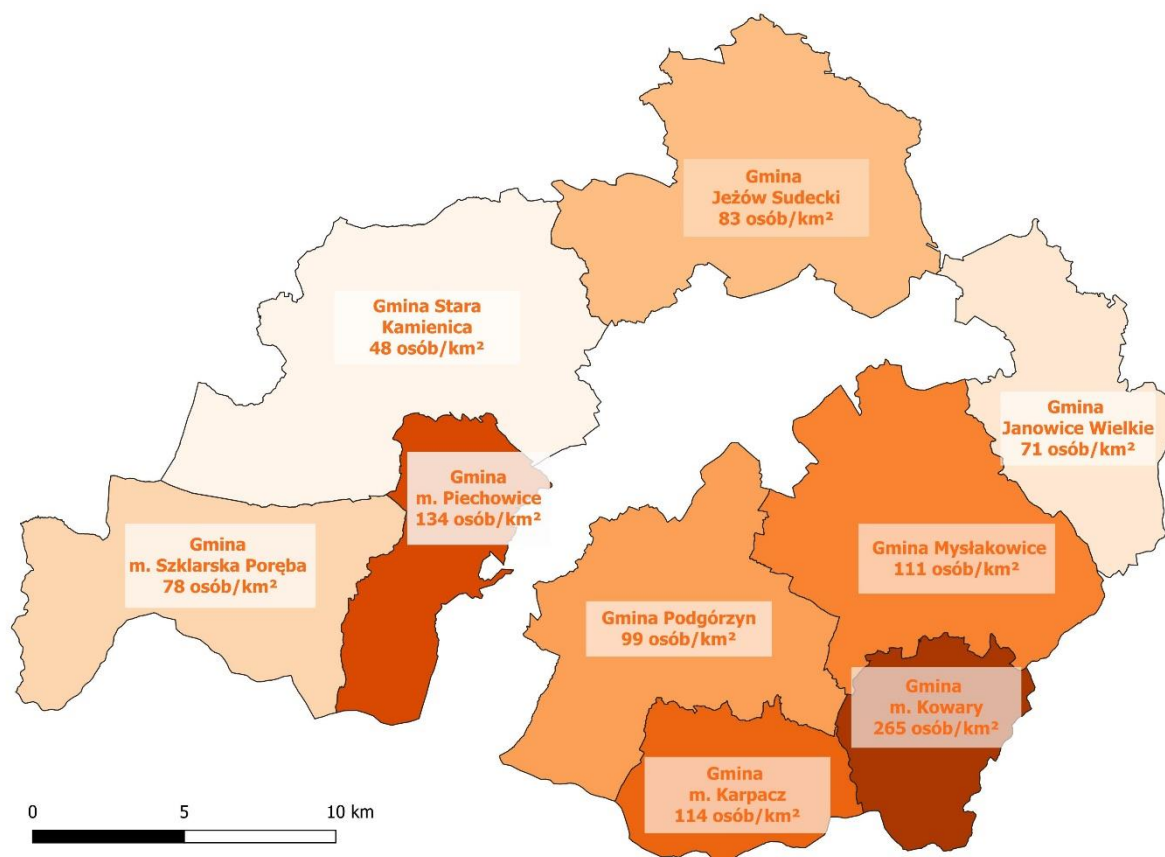 Gmina
Jeżów Sudecki
83 osób/km²
Gmina Stara
Kamienica
48 osób/km²
Gmina
Janowice Wielkie
71 osób/km²
Gmina
m. Piechowice
134 osób/km²
Gmina
m. Szklarska Poręba
78 osób/km²
Gmina Mysłakowice
111 osób/km²
Gmina Podgórzyn
99 osób/km²
Gmina
m. Kowary
265 osób/km²
Gmina
m. Karpacz
114 osób/km²
0 5 10 km